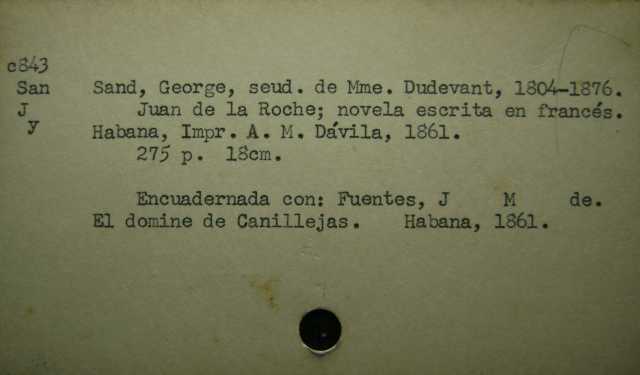 c843
San Sand, George, seud. de Mme. Dudevant, 1804-1876.
J Juan de la Roche; novela escrita en francés.
y Habana, Impr. A. M. Dávila, 1861.
275 p. 18cm.
Encuadernada con: Fuentes, J M de.
El domine de Canillejas. Habana, 1861.